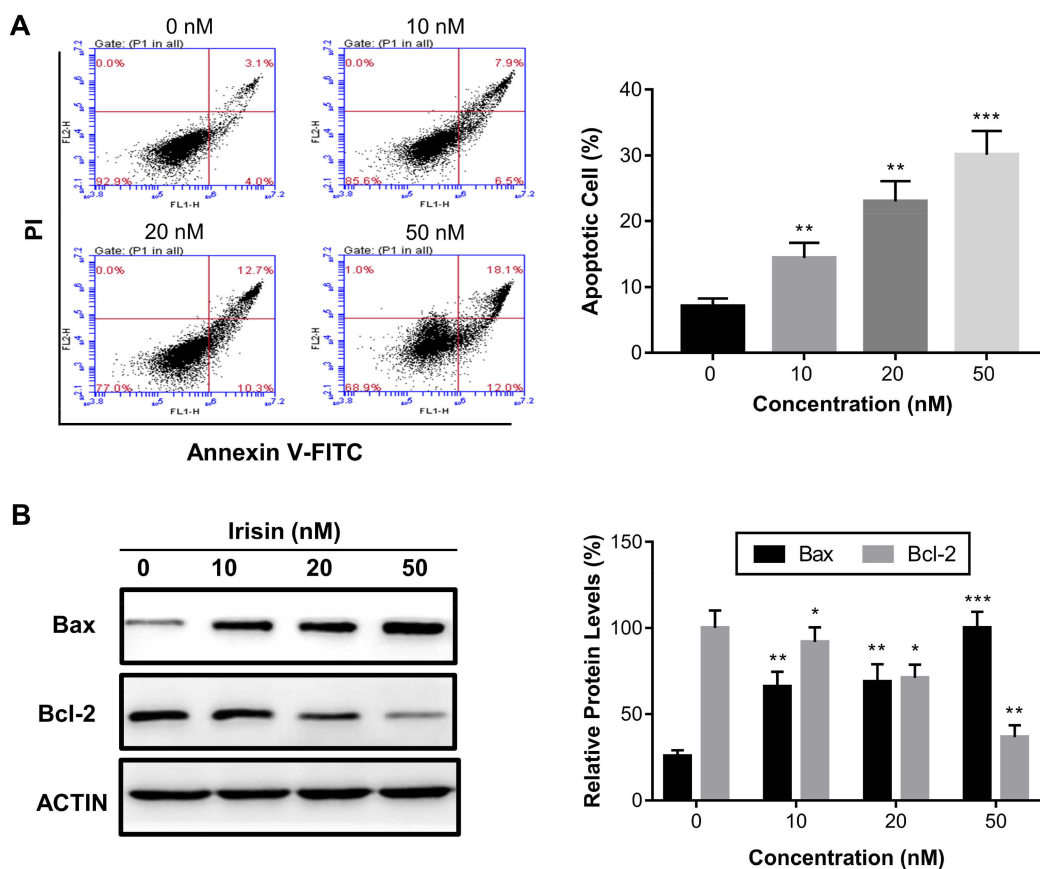 A
0 nM
10 nM
Gate: (P1 in all)
0.0%
3.1%
92.9%
4.0%
FL2-H
FL1-H
Gate: (P1 in all)
0.0%
7.9%
85.6%
6.5%
FL2-H
FL1-H
20 nM
50 nM
Gate: (P1 in all)
0.0%
12.7%
77.0%
10.3%
FL2-H
FL1-H
Gate: (P1 in all)
1.0%
18.1%
68.9%
12.0%
FL2-H
FL1-H
PI
Annexin V-FITC
Apoptotic Cell (%)
40
30
20
10
0
**
**
***
0 10 20 50
Concentration (nM)
B
Irisin (nM)
0 10 20 50
Bax
Bcl-2
ACTIN
Relative Protein Levels (%)
150
100
50
0
Bax Bcl-2
**
*
**
*
***
**
0 10 20 50
Concentration (nM)